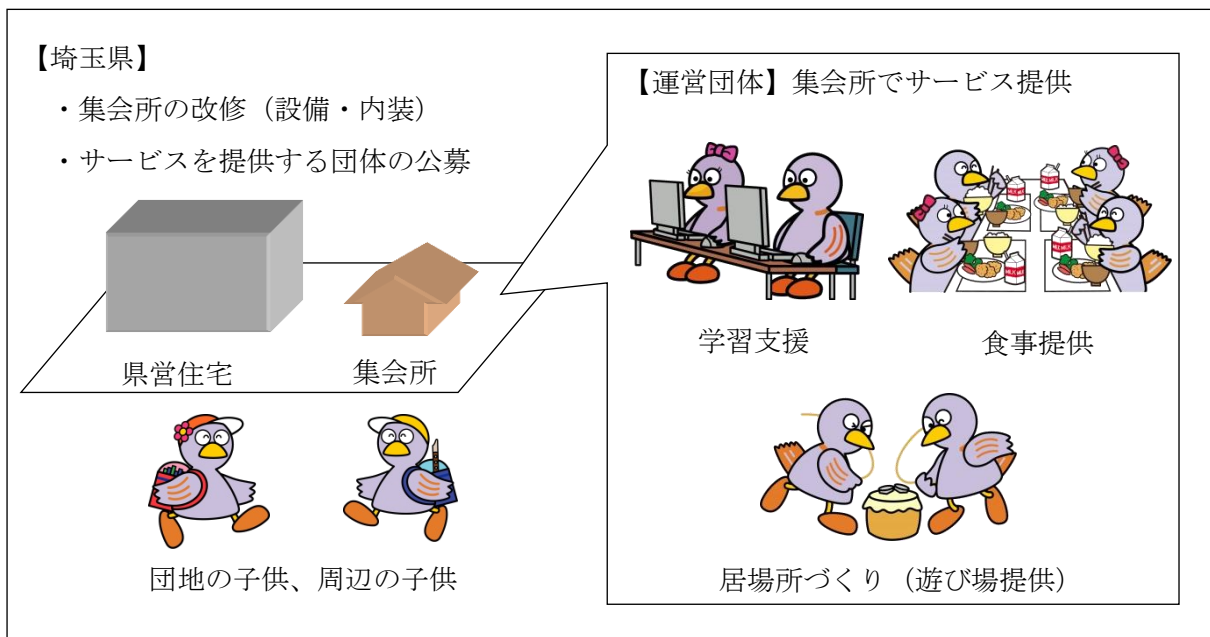 【埼玉県】
・集会所の改修（設備・内装）
・サービスを提供する団体の公募
県営住宅
集会所
団地の子供、周辺の子供
【運営団体】集会所でサービス提供
学習支援
食事提供
居場所づくり（遊び場提供）